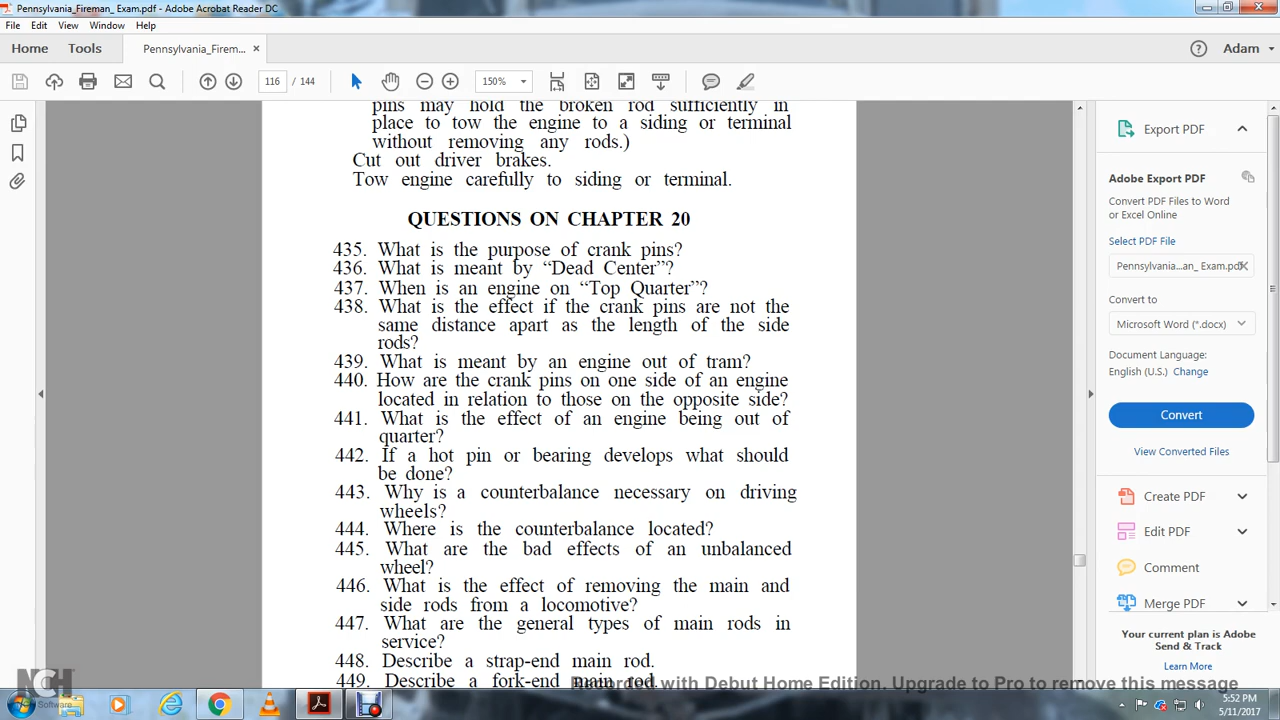 Pennsylvania_Fireman_ Exam.pdf - Adobe Acrobat Reader DC
File Edit View Window Help
Home Tools Pennsylvania_Firem... × Adam
116 / 144 150%
pins may hold the broken rod sufficiently in
place to tow the engine to a siding or terminal
without removing any rods.)
Cut out driver brakes.
Tow engine carefully to siding or terminal.
QUESTIONS ON CHAPTER 20
435. What is the purpose of crank pins?
436. What is meant by “Dead Center”?
437. When is an engine on “Top Quarter”?
438. What is the effect if the crank pins are not the
same distance apart as the length of the side
rods?
439. What is meant by an engine out of tram?
440. How are the crank pins on one side of an engine
located in relation to those on the opposite side?
441. What is the effect of an engine being out of
quarter?
442. If a hot pin or bearing develops what should
be done?
443. Why is a counterbalance necessary on driving
wheels?
444. Where is the counterbalance located?
445. What are the bad effects of an unbalanced
wheel?
446. What is the effect of removing the main and
side rods from a locomotive?
447. What are the general types of main rods in
service?
448. Describe a strap-end main rod.
449. Describe a fork-end main rod.
Export PDF
Adobe Export PDF
Convert PDF Files to Word
or Excel Online
Select PDF File
Pennsylvania...an_ Exam.pdf
Convert to
Microsoft Word (*.docx)
Document Language:
English (U.S.) Change
Convert
View Converted Files
Create PDF
Edit PDF
Comment
Merge PDF
Your current plan is Adobe
Send & Track
Learn More
NCH
Software
Recorded with Debut Home Edition. Upgrade to Pro to remove this message
5:52 PM
5/11/2017